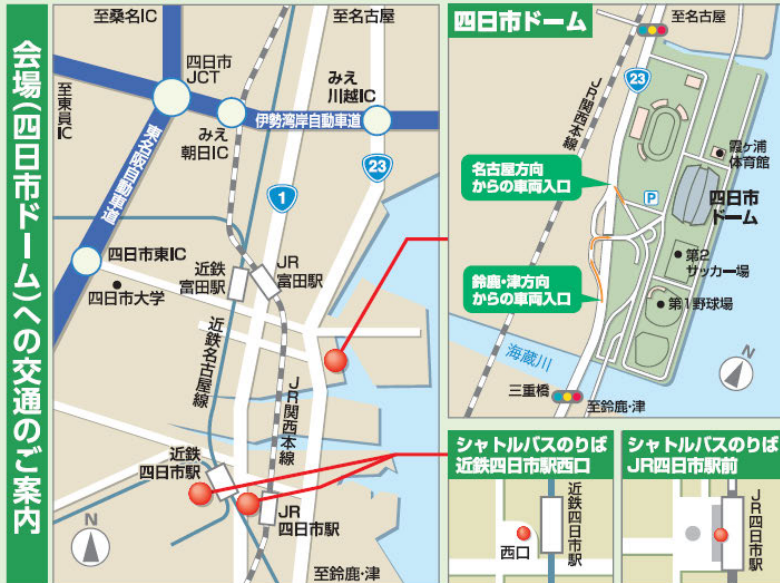 会場(四日市ドーム)への交通のご案内
至桑名IC
至名古屋
四日市
JCT
みえ
川越IC
至東員
IC
みえ
朝日IC
伊勢湾岸自動車道
東名阪自動車道
1
23
四日市東IC
四日市大学
近鉄
富田駅
JR
富田駅
近鉄名古屋線
JR関西本線
近鉄
四日市駅
JR
四日市駅
N
至鈴鹿・津
四日市ドーム
至名古屋
23
JR関西本線
霞ヶ浦
体育館
名古屋方向
からの車両入口
P
四日市
ドーム
第2
サッカー場
鈴鹿・津方向
からの車両入口
第1野球場
海蔵川
N
三重橋
至鈴鹿・津
シャトルバスのりば
近鉄四日市駅西口
近鉄四日市駅
西口
シャトルバスのりば
JR四日市駅前
JR四日市駅